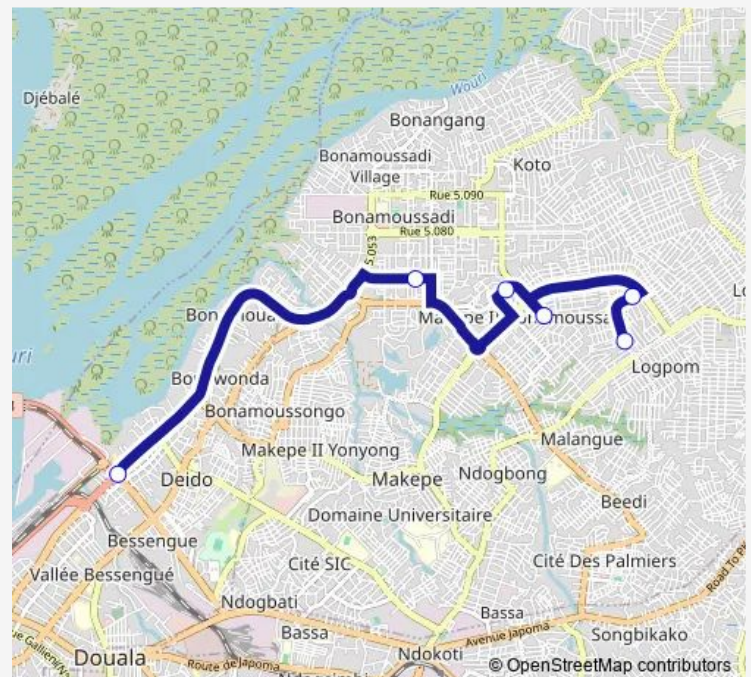 Djébalé
Wouri
Bonangang
Bonamoussadi
Village
Koto
Rue 5.090
Bonamoussadi
Rue 5.080
5.053
Logpom
Bonamoussongo
Malangue
Makepe II Yonyong
Deido
Makepe
Ndogbong
Beedi
Domaine Universitaire
Bessengue
Cité SIC
Cité Des Palmiers
Vallée Bessengué
Ndogbati
Bassa
Bassa
Avenue Japoma
Songbikako
Ndokoti
Douala
Route de Japoma
© OpenStreetMap contributors